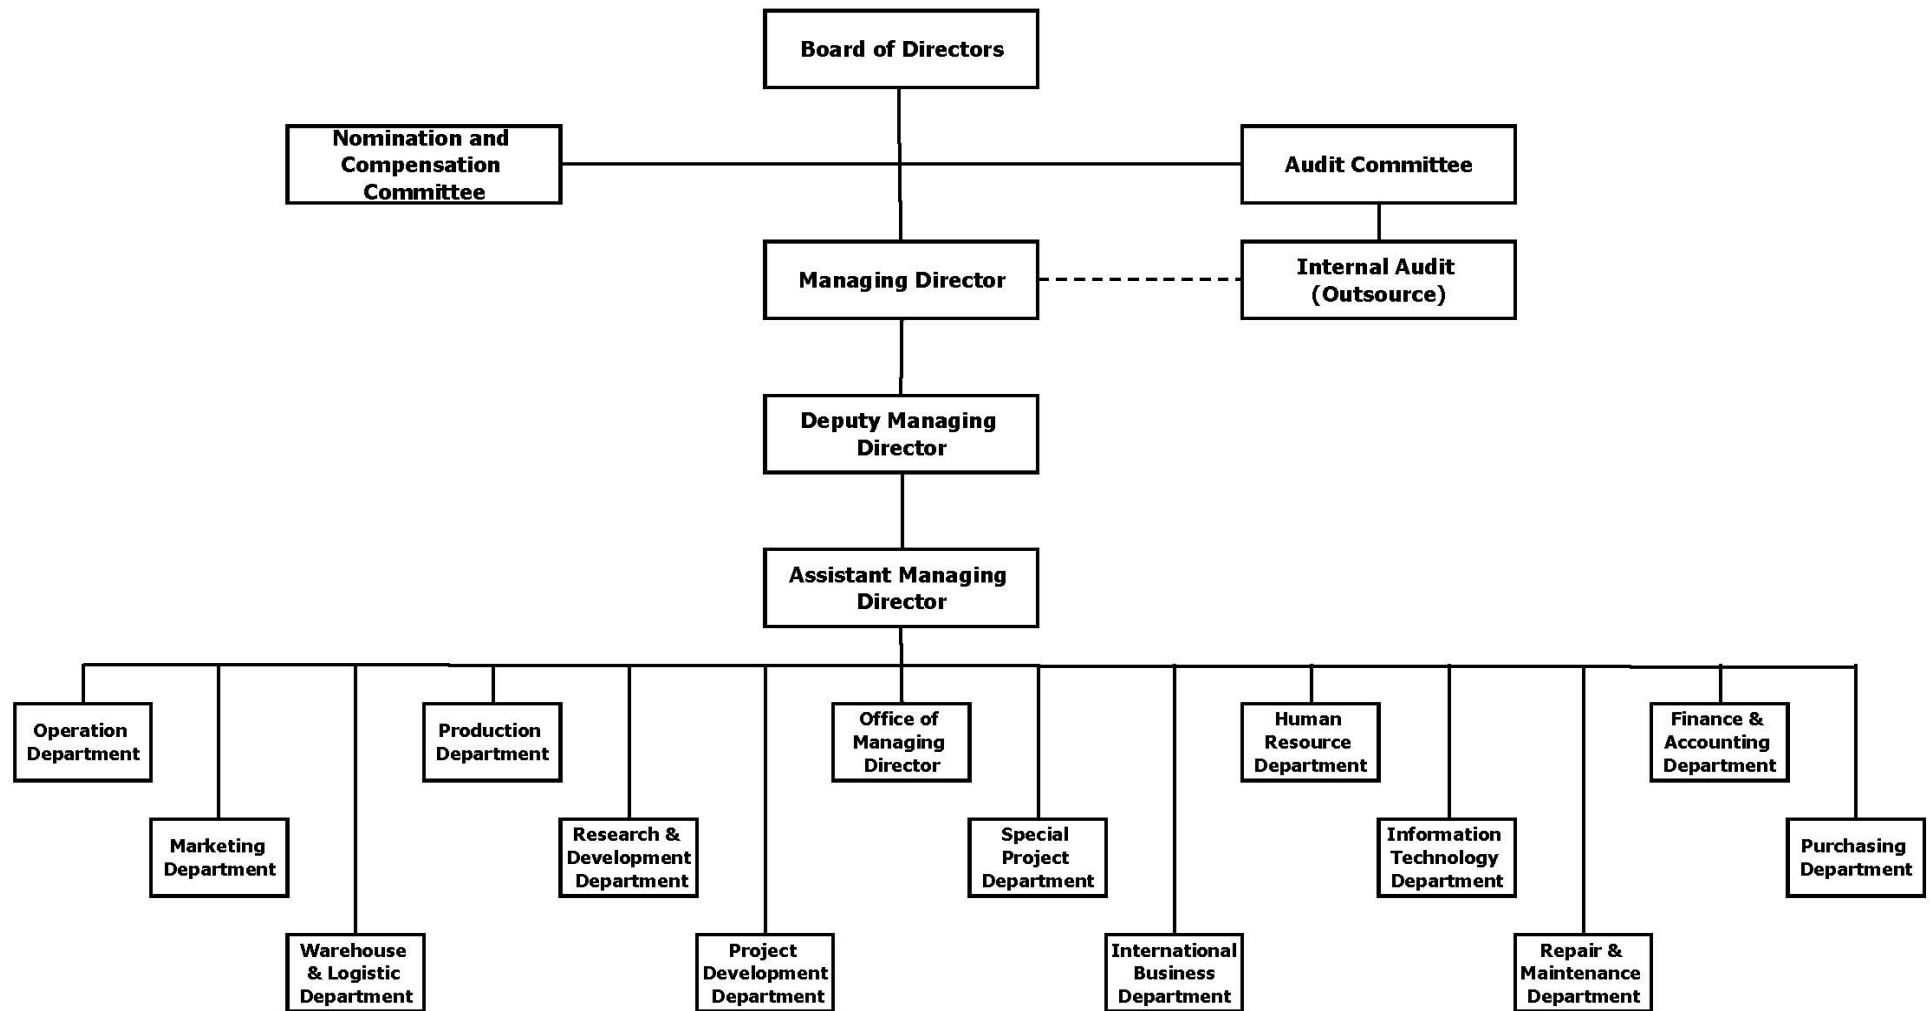 Board of Directors
Nomination and
Compensation
Committee
Audit Committee
Managing Director
Internal Audit
(Outsource)
Deputy Managing
Director
Assistant Managing
Director
Operation
Department
Production
Department
Office of
Managing
Director
Human
Resource
Department
Finance &
Accounting
Department
Marketing
Department
Research &
Development
Department
Special
Project
Department
Information
Technology
Department
Purchasing
Department
Warehouse
& Logistic
Department
Project
Development
Department
International
Business
Department
Repair &
Maintenance
Department